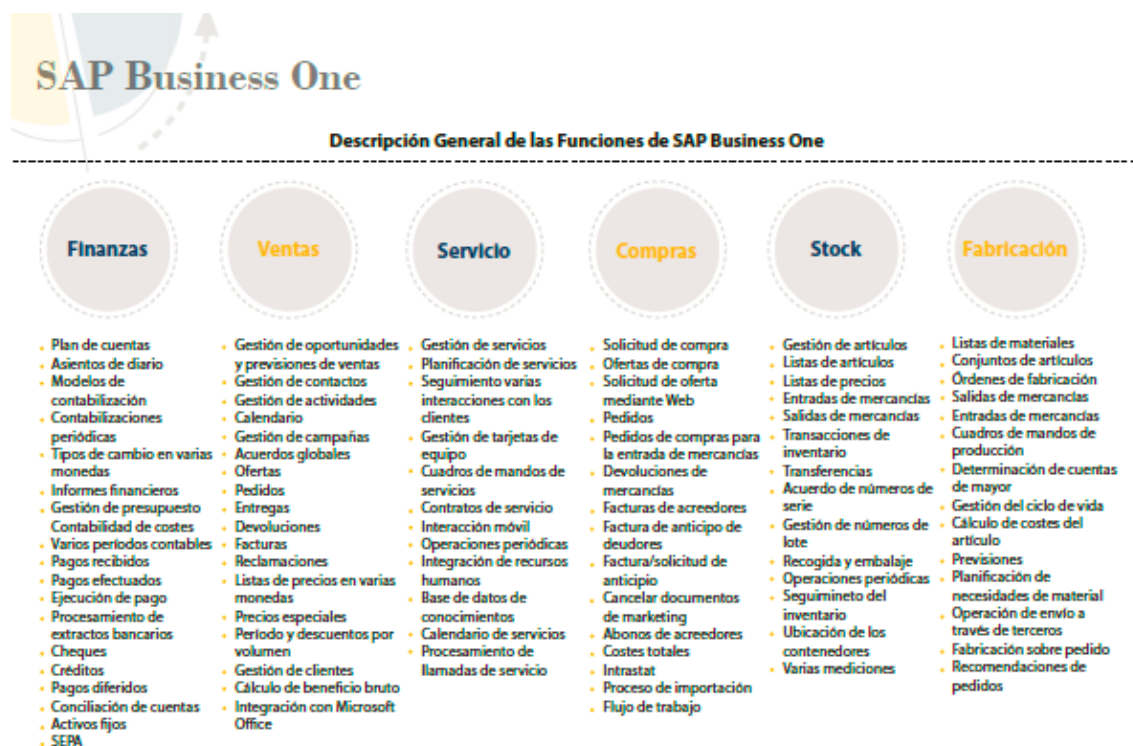 SAP Business One
Descripción General de las Funciones de SAP Business One
Finanzas
Plan de cuentas
Asientos de diario
Modelos de
contabilización
Contabilizaciones
periódicas
Tipos de cambio en varias
monedas
Informes financieros
Gestión de presupuesto
Contabilidad de costes
Varios períodos contables
Pagos recibidos
Pagos efectuados
Ejecución de pago
Procesamiento de
extractos bancarios
Cheques
Créditos
Pagos diferidos
Conciliación de cuentas
Activos fijos
SEPA
Ventas
Gestión de oportunidades
y previsiones de ventas
Gestión de contactos
Gestión de actividades
Calendario
Gestión de campañas
Acuerdos globales
Ofertas
Pedidos
Entregas
Devoluciones
Facturas
Reclamaciones
Listas de precios en varias
monedas
Precios especiales
Período y descuentos por
volumen
Gestión de clientes
Cálculo de beneficio bruto
Integración con Microsoft
Office
Servicio
Gestión de servicios
Planificación de servicios
Seguimiento varias
interacciones con los
clientes
Gestión de tarjetas de
equipo
Cuadros de mandos de
servicios
Contratos de servicio
Interacción móvil
Operaciones periódicas
Integración de recursos
humanos
Base de datos de
conocimientos
Calendario de servicios
Procesamiento de
llamadas de servicio
Compras
Solicitud de compra
Ofertas de compra
Solicitud de oferta
mediante Web
Pedidos
Pedidos de compras para
la entrada de mercancías
Devoluciones de
mercancías
Facturas de acreedores
Factura de anticipo de
deudores
Factura/solicitud de
anticipio
Cancelar documentos
de marketing
Abonos de acreedores
Costes totales
Intrastat
Proceso de importación
Flujo de trabajo
Stock
Gestión de artículos
Listas de artículos
Listas de precios
Entradas de mercancías
Salidas de mercancías
Transacciones de
inventario
Transferencias
Acuerdo de números de
serie
Gestión de números de
lote
Recogida y embalaje
Operaciones periódicas
Seguimineto del
inventario
Ubicación de los
contenedores
Varias mediciones
Fabricación
Listas de materiales
Conjuntos de artículos
Órdenes de fabricación
Salidas de mercancías
Entradas de mercancías
Cuadros de mandos de
producción
Determinación de cuentas
de mayor
Gestión del ciclo de vida
Cálculo de costes del
artículo
Previsiones
Planificación de
necesidades de material
Operación de envío a
través de terceros
Fabricación sobre pedido
Recomendaciones de
pedidos